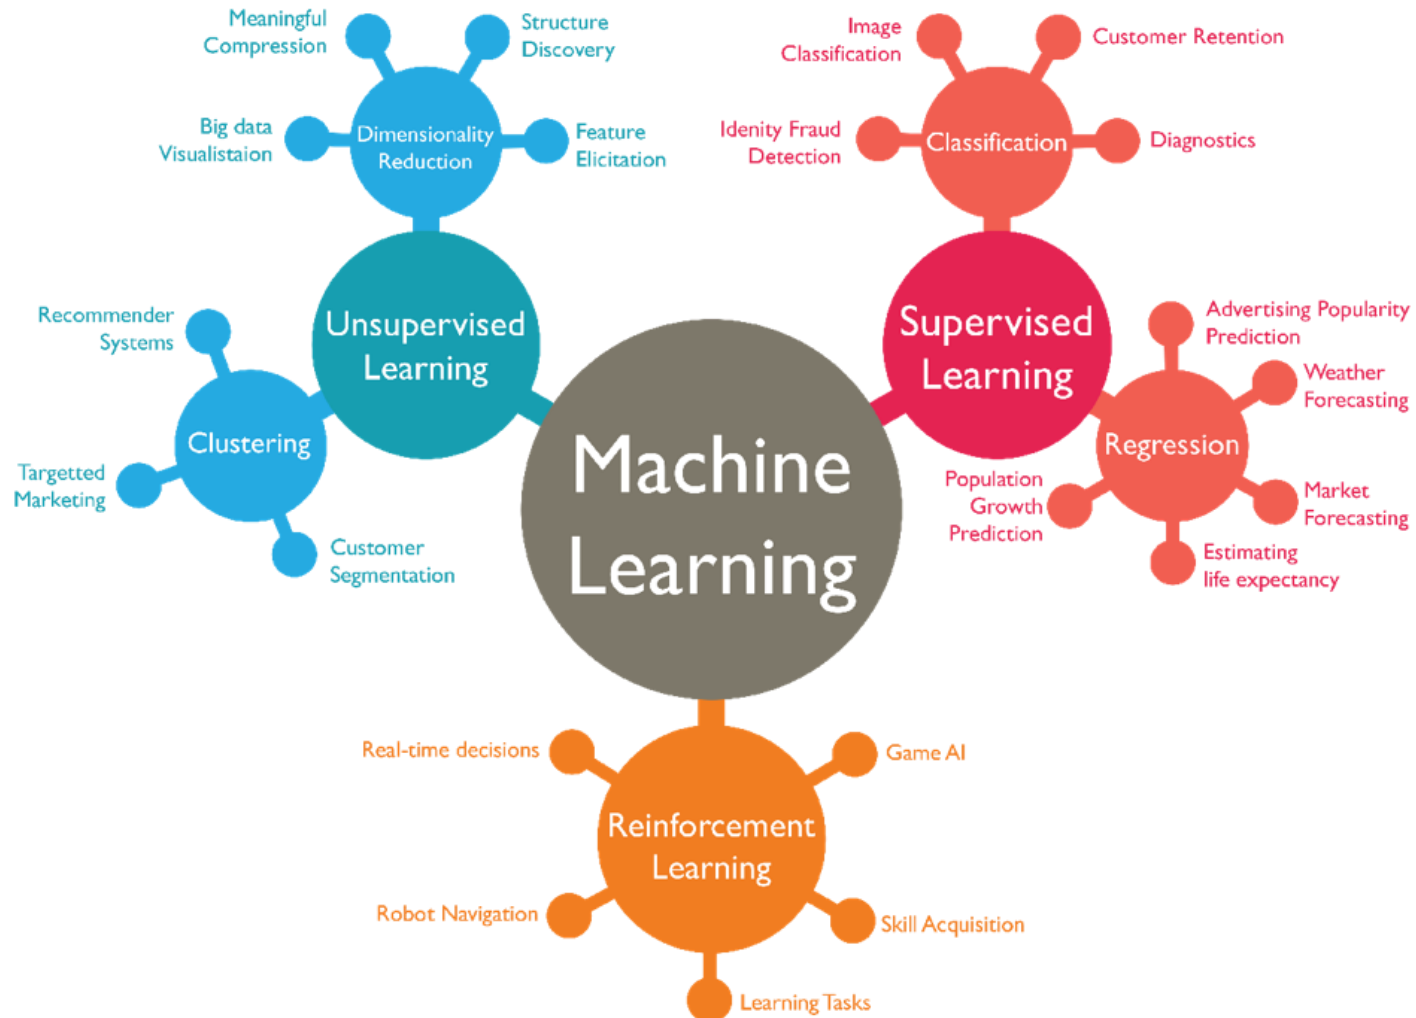 Meaningful
Compression
Structure
Discovery
Big data
Visualistaion
Dimensionality
Reduction
Feature
Elicitation
Image
Classification
Customer Retention
Idenity Fraud
Detection
Classification
Diagnostics
Recommender
Systems
Unsupervised
Learning
Clustering
Targetted
Marketing
Customer
Segmentation
Machine
Learning
Supervised
Learning
Advertising Popularity
Prediction
Weather
Forecasting
Regression
Population
Growth
Prediction
Market
Forecasting
Estimating
life expectancy
Real-time decisions
Game AI
Reinforcement
Learning
Robot Navigation
Skill Acquisition
Learning Tasks